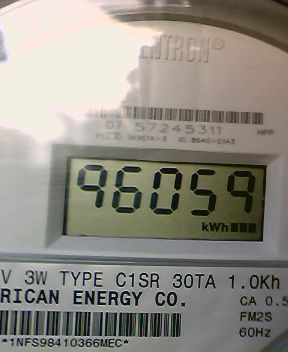 07 57245311
HPP
96059
kWh
V 3W TYPE C1SR 30TA 1.0Kh
RICAN ENERGY CO.
CA 0.5
FM2S
60Hz
*1NFS98410366MEC*